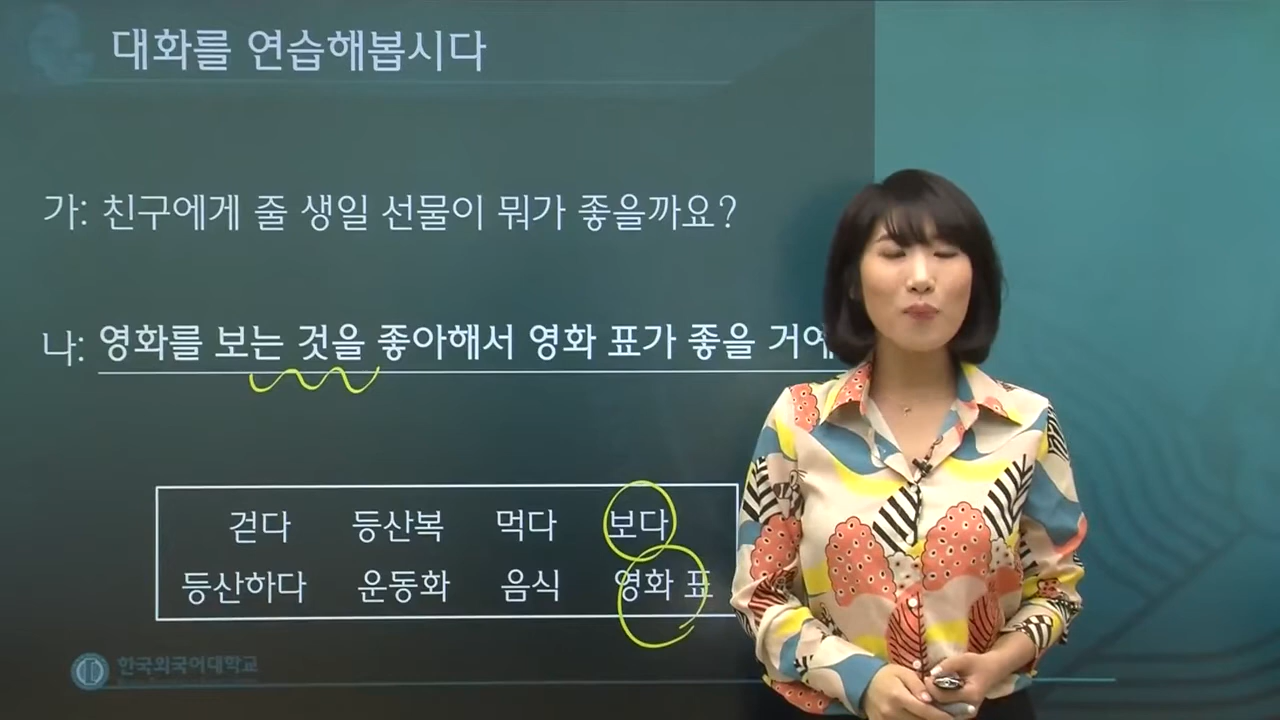 대화를 연습해봅시다
가: 친구에게 줄 생일 선물이 뭐가 좋을까요?
나: 영화를 보는 것을 좋아해서 영화 표가 좋을 거예
걷다 등산복 먹다 보다
등산하다 운동화 음식 영화 표
한국외국어대학교